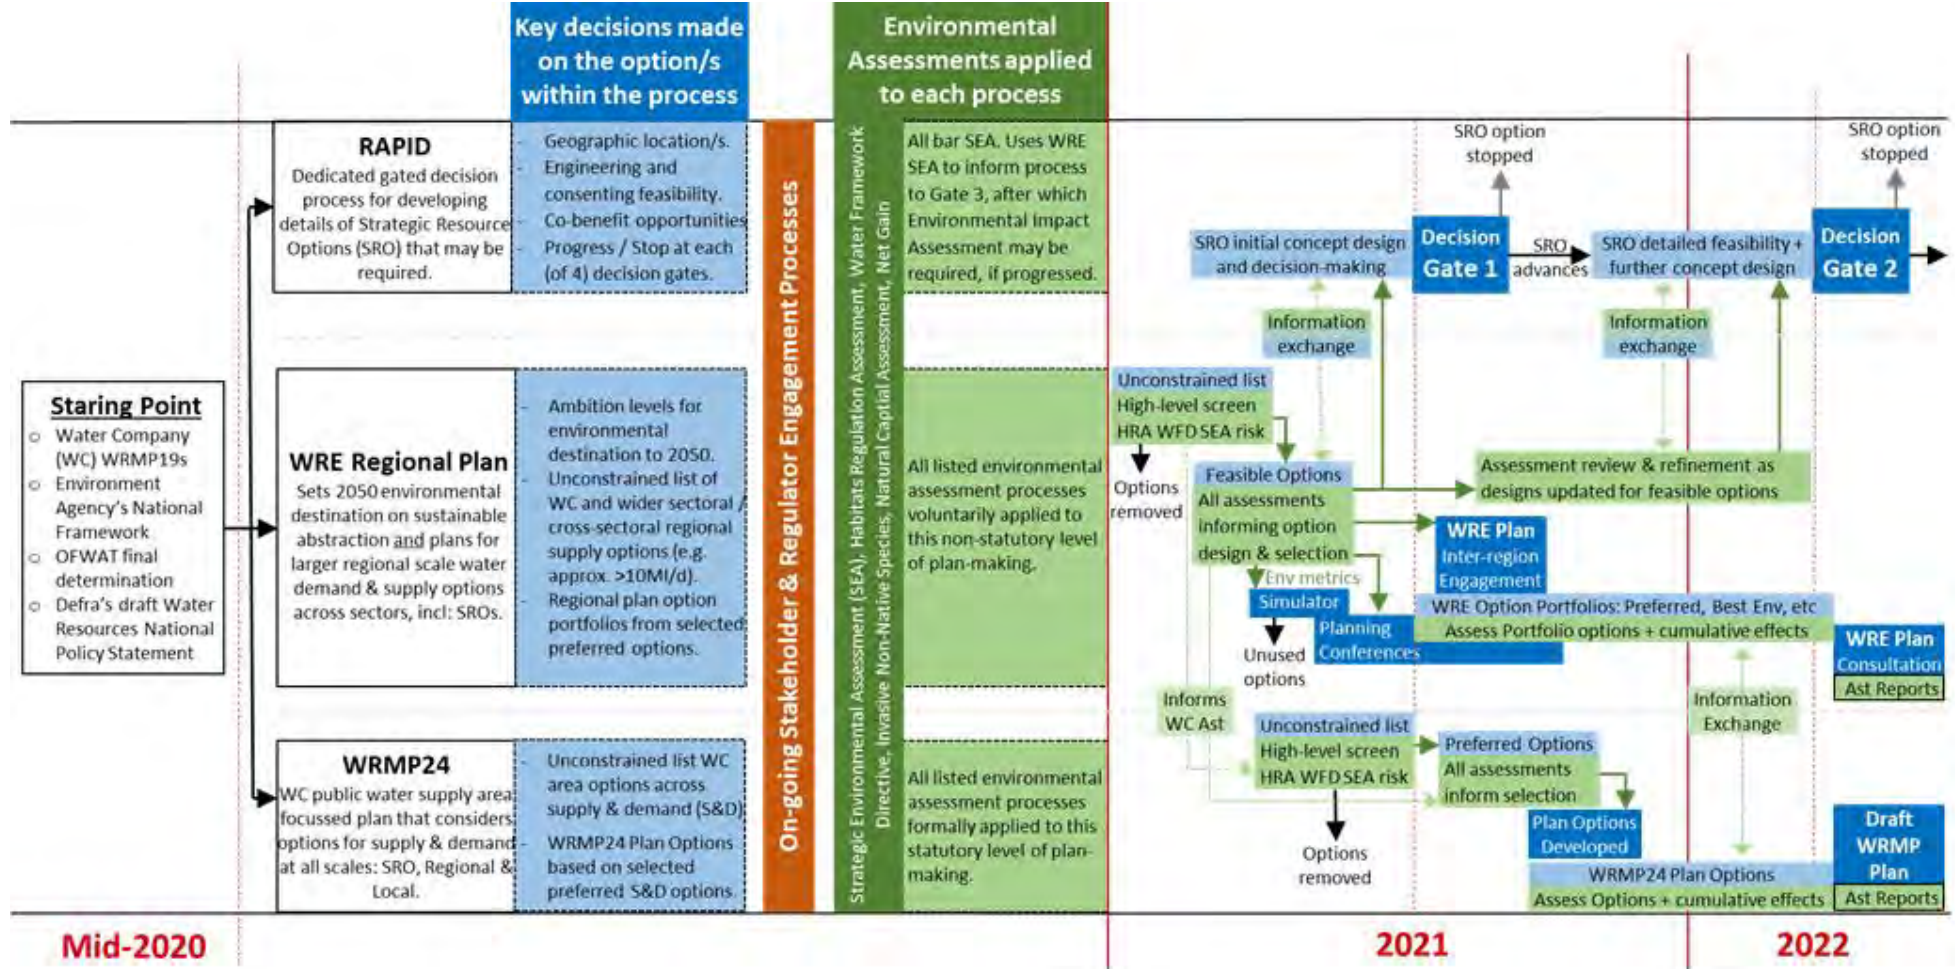 Key decisions made
on the option/s
within the process
Environmental
Assessments applied
to each process
Staring Point
o Water Company
(WC) WRMP19s
o Environment
Agency's National
Framework
o OFWAT final
determination
o Defra's draft Water
Resources National
Policy Statement
RAPID
Dedicated gated decision
process for developing
details of Strategic Resource
Options (SRO) that may be
required.
- Geographic location/s.
- Engineering and
consenting feasibility.
- Co-benefit opportunities
- Progress / Stop at each
(of 4) decision gates.
WRE Regional Plan
Sets 2050 environmental
destination on sustainable
abstraction and plans for
larger regional scale water
demand & supply options
across sectors, incl: SROs.
- Ambition levels for
environmental
destination to 2050.
- Unconstrained list of
WC and wider sectoral /
cross-sectoral regional
supply options (e.g.
approx. >10Ml/d).
- Regional plan option
portfolios from selected
preferred options.
WRMP24
WC public water supply area
focussed plan that considers
options for supply & demand
at all scales: SRO, Regional &
Local.
- Unconstrained list WC
area options across
supply & demand (S&D)
- WRMP24 Plan Options
based on selected
preferred S&D options.
On-going Stakeholder & Regulator Engagement Processes
Strategic Environmental Assessment (SEA), Habitats Regulation Assessment, Water Framework
Directive, Invasive Non-Native Species, Natural Captial Assessment, Net Gain
All bar SEA. Uses WRE
SEA to inform process
to Gate 3, after which
Environmental Impact
Assessment may be
required, if progressed.
All listed environmental
assessment processes
voluntarily applied to
this non-statutory level
of plan-making.
All listed environmental
assessment processes
formally applied to this
statutory level of plan-
making.
SRO option
stopped
SRO option
stopped
SRO initial concept design
and decision-making
Decision
Gate 1
SRO
advances
SRO detailed feasibility +
further concept design
Decision
Gate 2
Information
exchange
Information
exchange
Unconstrained list
High-level screen
HRA WFD SEA risk
Options
removed
Feasible Options
All assessments
informing option
design & selection
Assessment review & refinement as
designs updated for feasible options
WRE Plan
Inter-region
Engagement
Env metrics
Simulator
Unused
options
Planning
Conferences
WRE Option Portfolios: Preferred, Best Env, etc
Assess Portfolio options + cumulative effects
WRE Plan
Consultation
Ast Reports
Informs
WC Ast
Information
Exchange
Unconstrained list
High-level screen
HRA WFD SEA risk
Options
removed
Preferred Options
All assessments
inform selection
Plan Options
Developed
WRMP24 Plan Options
Assess Options + cumulative effects
Draft
WRMP
Plan
Ast Reports
Mid-2020
2021
2022